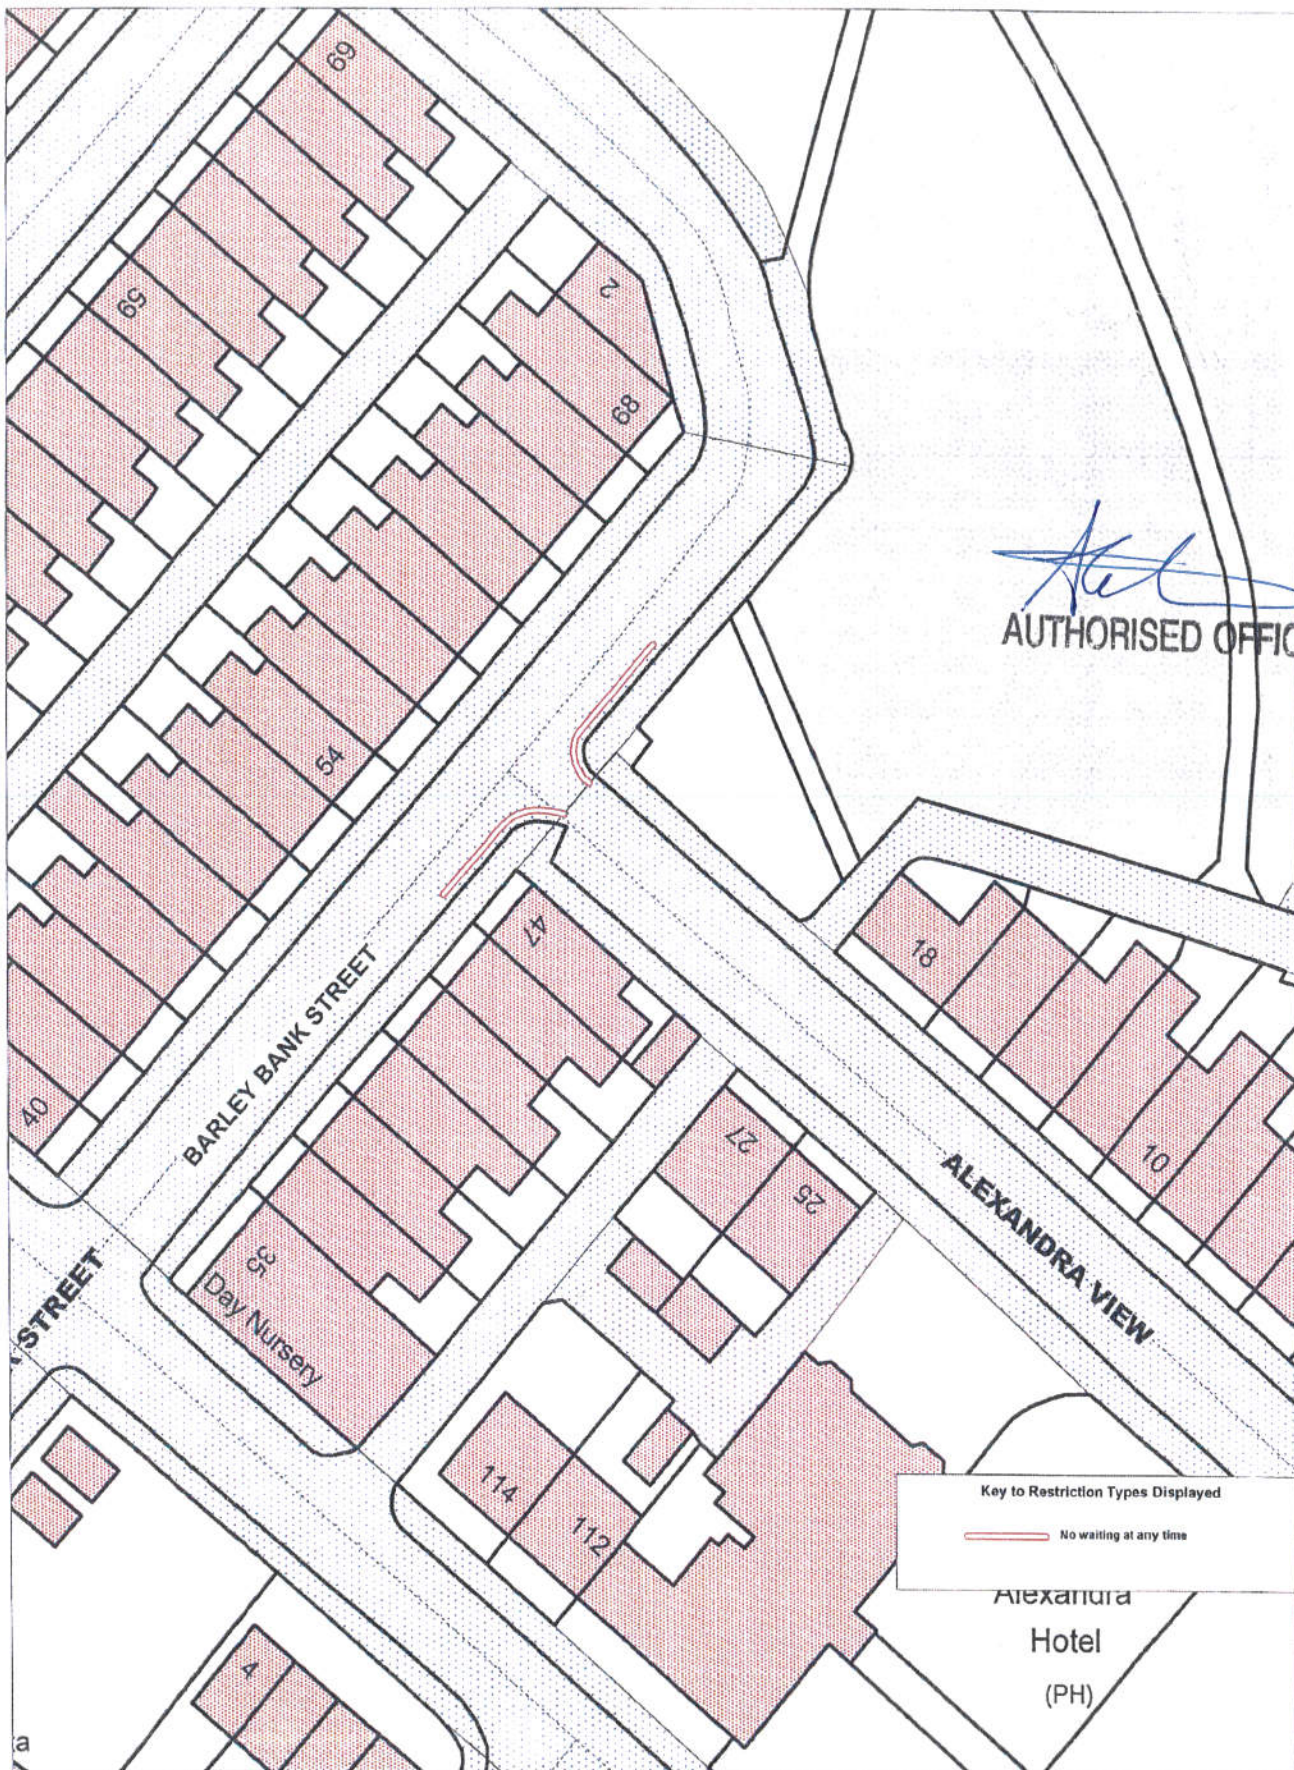 69
2
59
68
AUTHORISED OFFIC
54
47
18
BARLEY BANK STREET
40
27
10
25
ALEXANDRA VIEW
35
Day Nursery
STREET
114
112
Key to Restriction Types Displayed
No waiting at any time
Alexandra
Hotel
(PH)
4
a